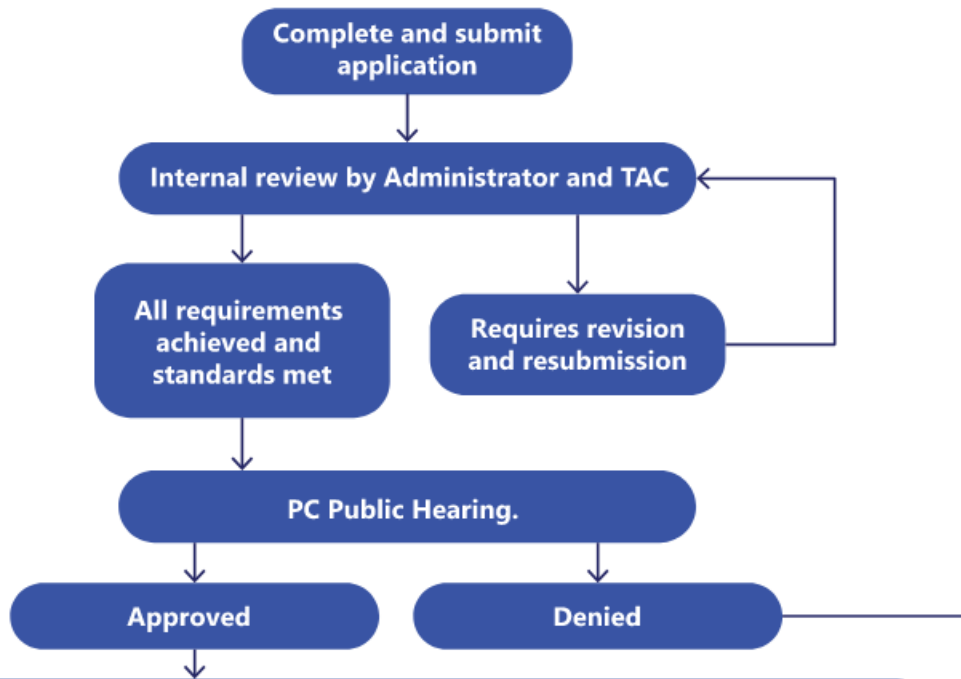 Complete and submit
application
Internal review by Administrator and TAC
All requirements
achieved and
standards met
Requires revision
and resubmission
PC Public Hearing.
Approved
Denied